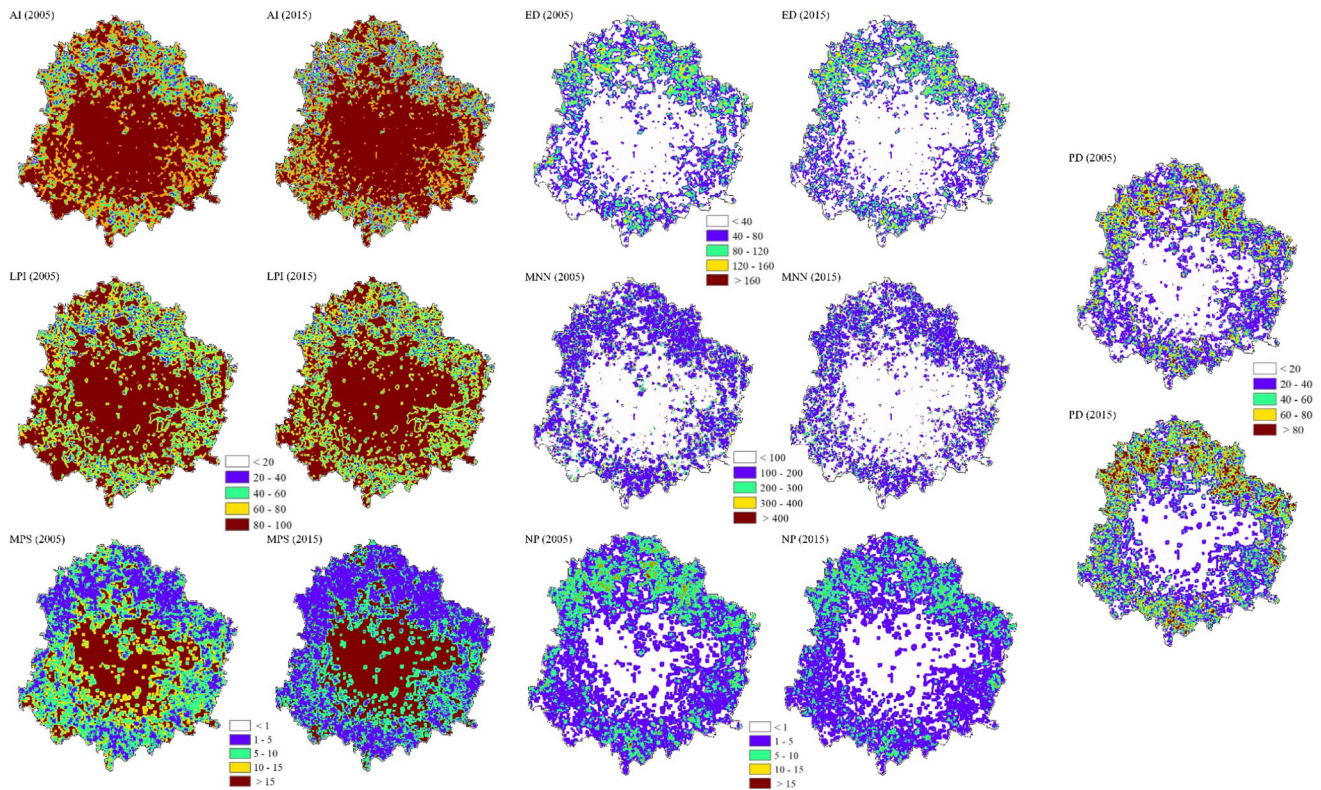 AI (2005)
AI (2015)
ED (2005)
ED (2015)
< 40
40 - 80
80 - 120
120 - 160
> 160
PD (2005)
< 20
20 - 40
40 - 60
60 - 80
> 80
LPI (2005)
LPI (2015)
< 20
20 - 40
40 - 60
60 - 80
80 - 100
MNN (2005)
MNN (2015)
< 100
100 - 200
200 - 300
300 - 400
> 400
PD (2015)
MPS (2005)
MPS (2015)
< 1
1 - 5
5 - 10
10 - 15
> 15
NP (2005)
NP (2015)
< 1
1 - 5
5 - 10
10 - 15
> 15